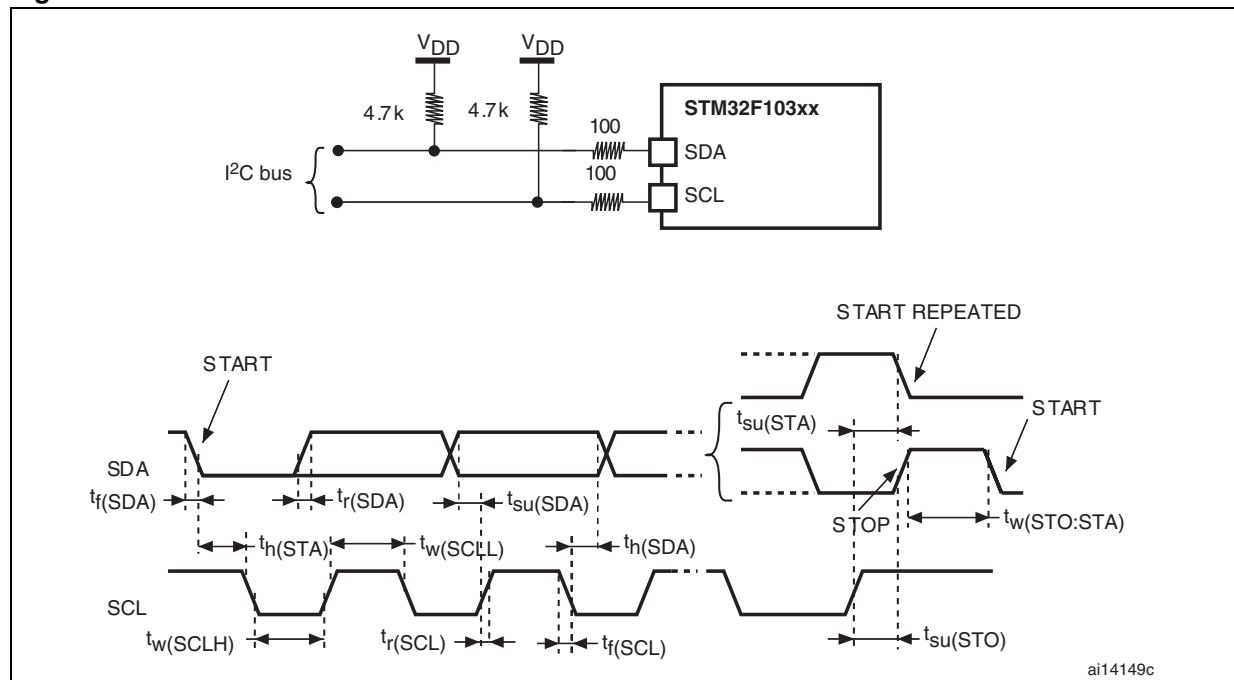 VDD VDD
4.7k 4.7k
STM32F103xx
100
SDA
I²C bus
100
SCL
START REPEATED
START
START
tsu(STA)
SDA
tf(SDA) tr(SDA) tsu(SDA)
STOP
tw(STO:STA)
th(STA) tw(SCLL) th(SDA)
SCL
tw(SCLH) tr(SCL) tf(SCL) tsu(STO)
ai14149c